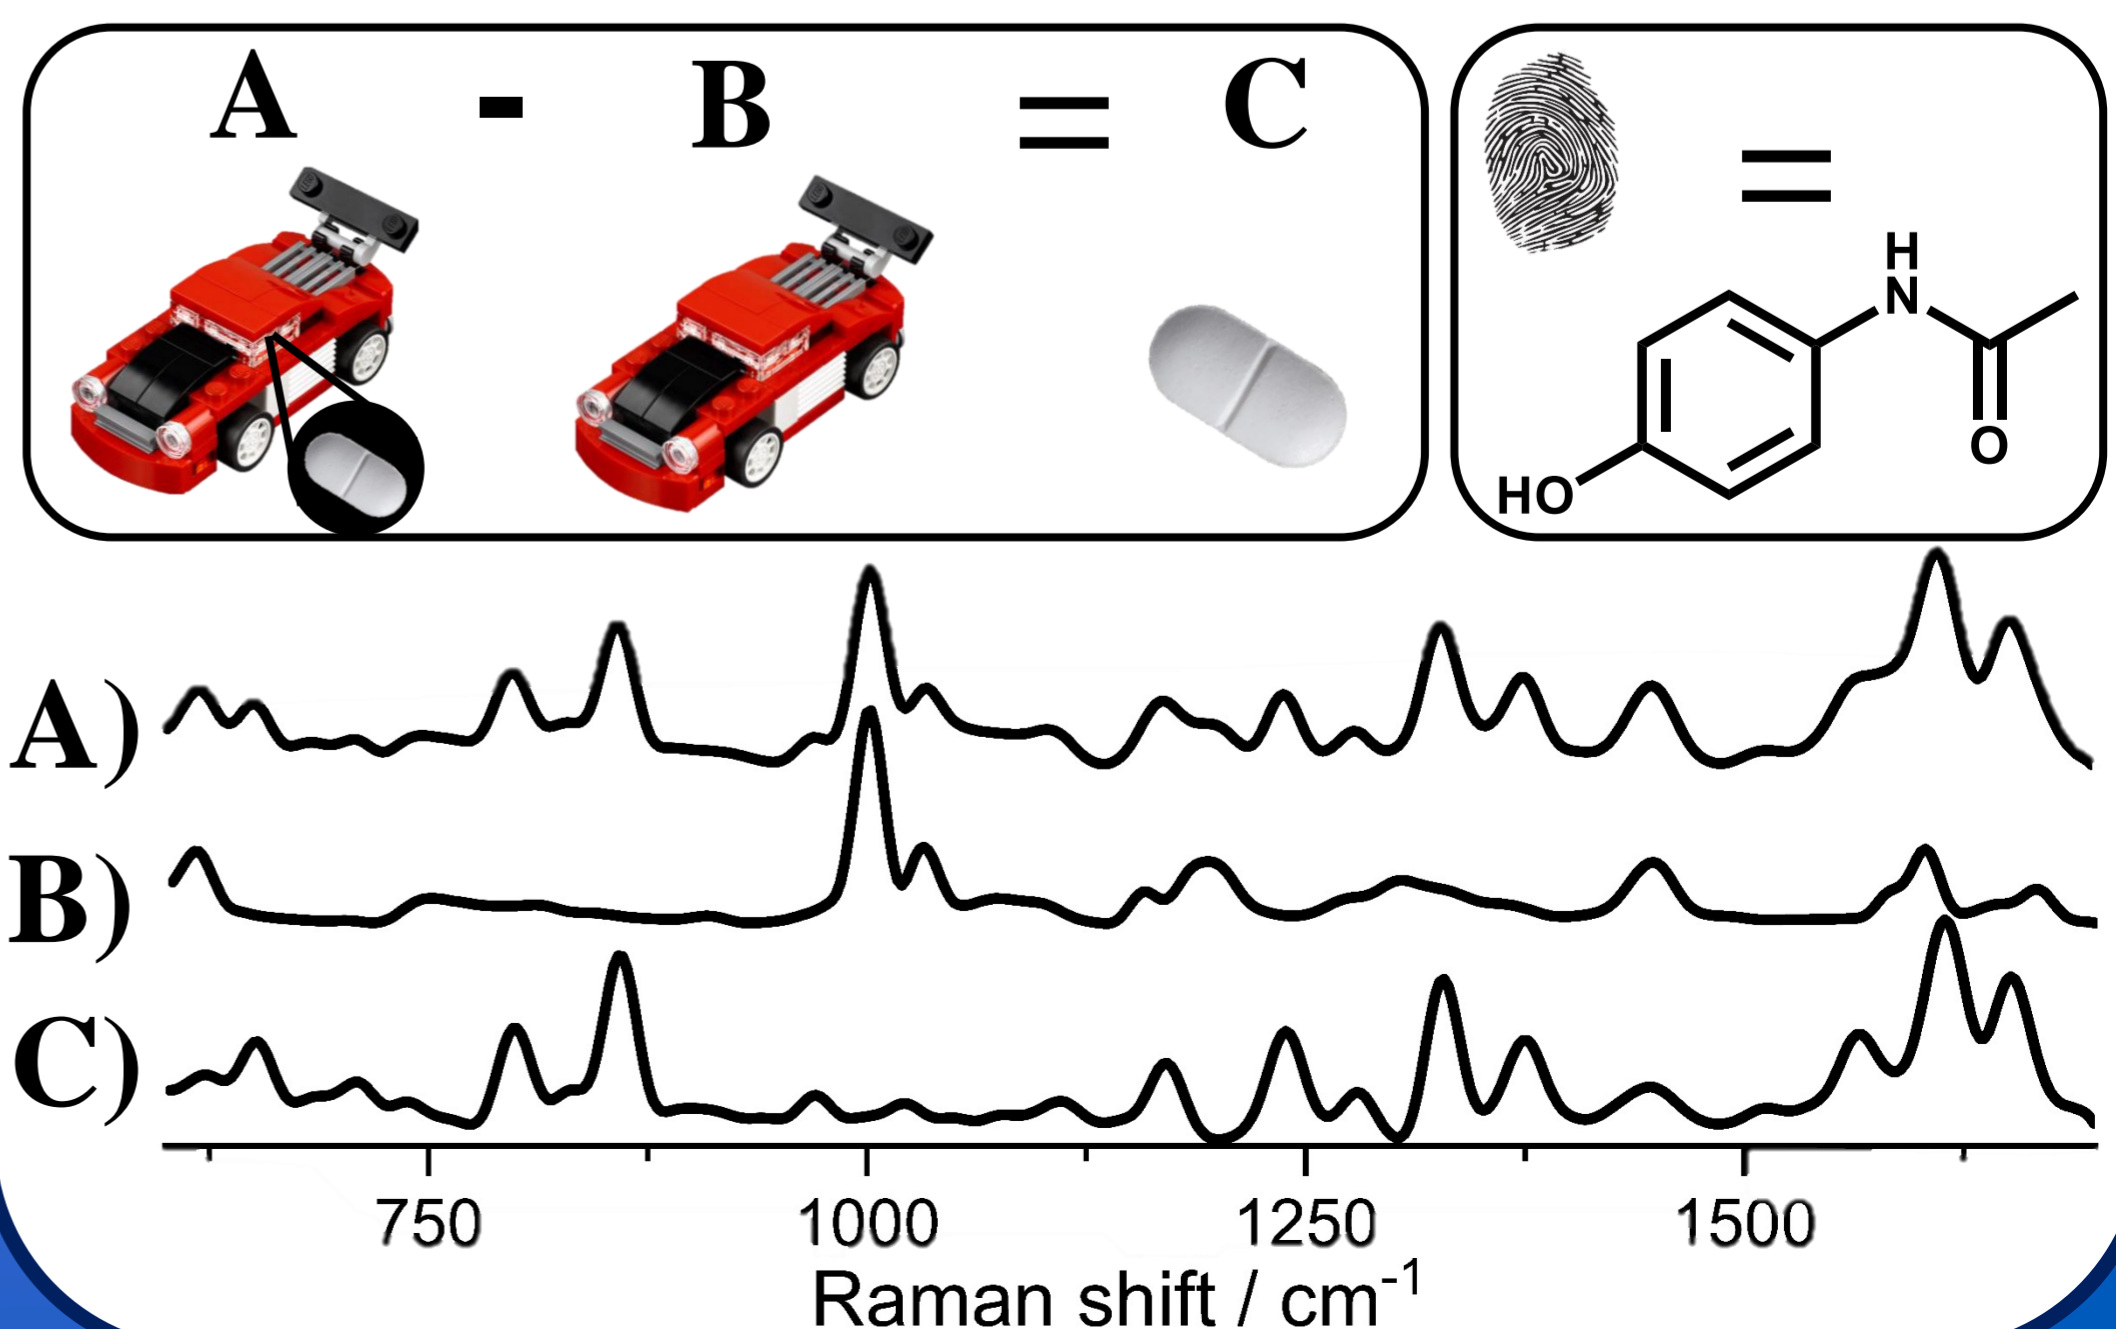 A - B = C
=
H
N
O
HO
A)
B)
C)
750 1000 1250 1500
Raman shift / cm⁻¹